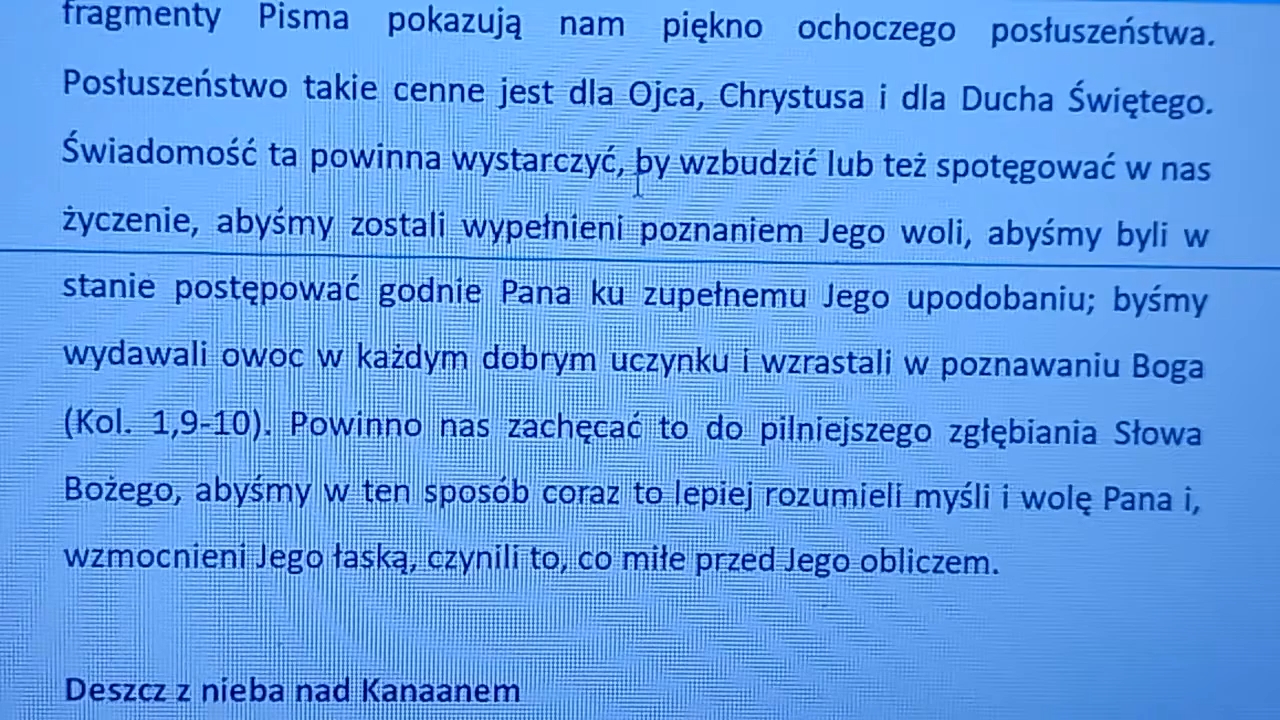 fragmenty Pisma pokazują nam piękno ochoczego posłuszeństwa.
Posłuszeństwo takie cenne jest dla Ojca, Chrystusa i dla Ducha Świętego.
Świadomość ta powinna wystarczyć, by wzbudzić lub też spotęgować w nas
życzenie, abyśmy zostali wypełnieni poznaniem Jego woli, abyśmy byli w
stanie postępować godnie Pana ku zupełnemu Jego upodobaniu; byśmy
wydawali owoc w każdym dobrym uczynku i wzrastali w poznawaniu Boga
(Kol. 1,9-10). Powinno nas zachęcać to do pilniejszego zgłębiania Słowa
Bożego, abyśmy w ten sposób coraz to lepiej rozumieli myśli i wolę Pana i,
wzmocnieni Jego łaską, czynili to, co miłe przed Jego obliczem.
Deszcz z nieba nad Kanaanem